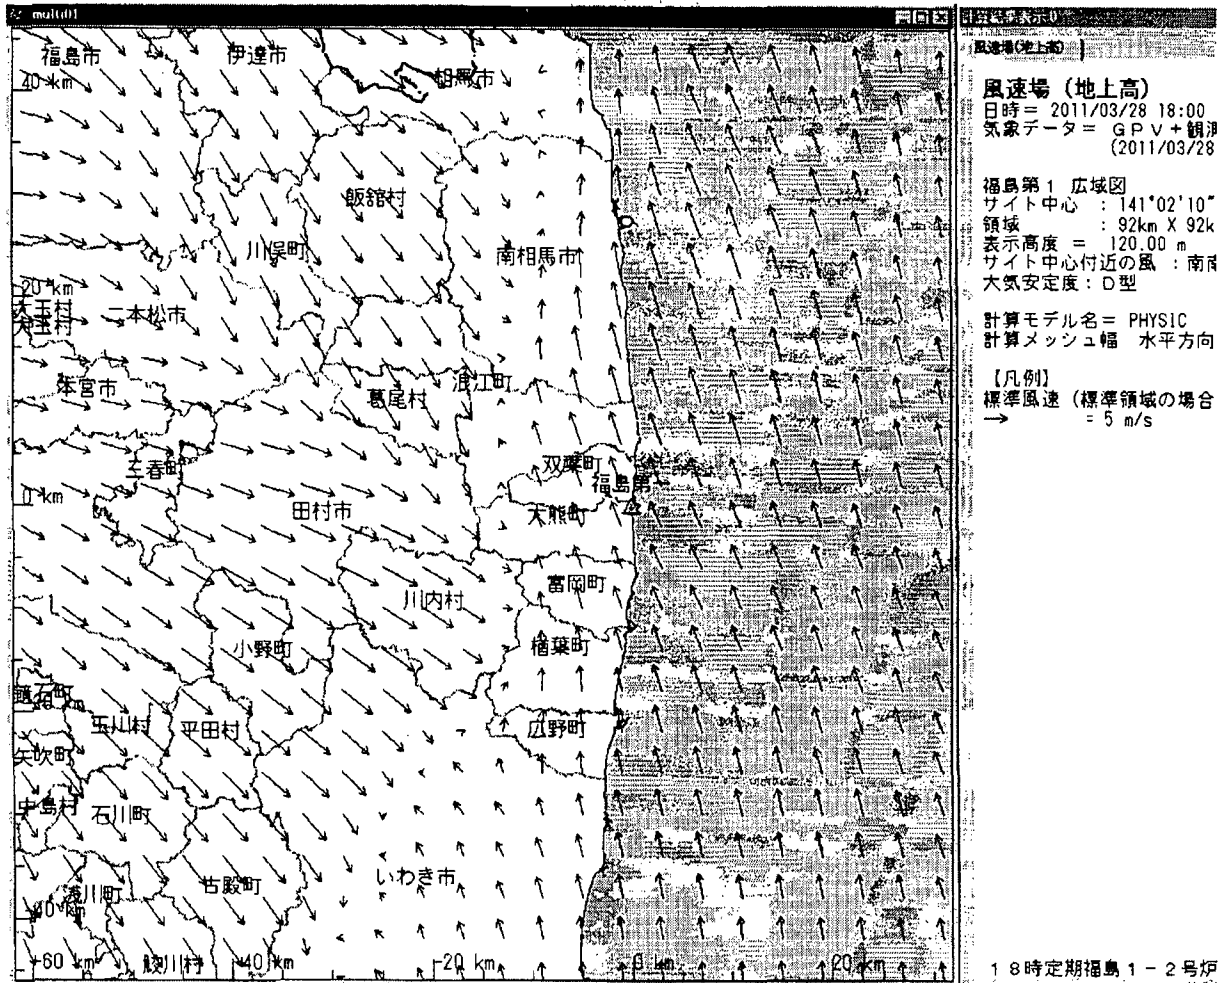 multi01
福島市
伊達市
相馬市
40 km
飯舘村
川俣町
南相馬市
20 km
大玉村
二本松市
本宮市
浪江町
葛尾村
三春町
双葉町
福島第一
0 km
田村市
大熊町
富岡町
川内村
小野町
楢葉町
鏡石町
玉川村
平田村
広野町
矢吹町
中島村
石川町
いわき市
浅川町
古殿町
-40 km
-60 km
鮫川村
-40 km
-20 km
0 km
20 km
計算結果表示:0
風速場(地上高)
風速場（地上高）
日時＝ 2011/03/28 18:00
気象データ＝ ＧＰＶ＋観測
(2011/03/28
福島第１ 広域図
サイト中心 : 141°02'10"
領域 : 92km X 92k
表示高度 ＝ 120.00 m
サイト中心付近の風 : 南南
大気安定度：Ｄ型
計算モデル名＝ PHYSIC
計算メッシュ幅 水平方向
【凡例】
標準風速（標準領域の場合
→ ＝ 5 m/s
１８時定期福島１－２号炉